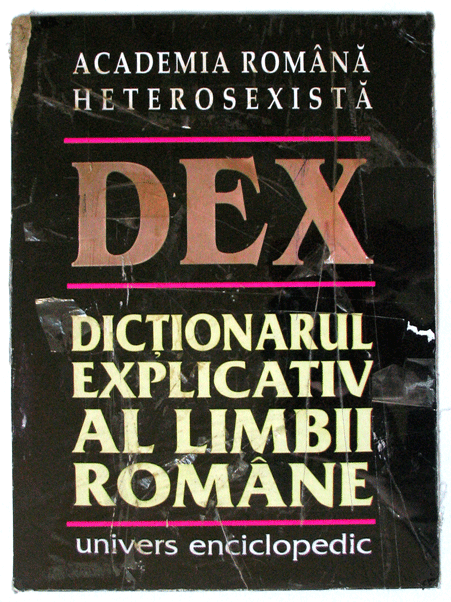 ACADEMIA ROMÂNĂ
HETEROSEXISTĂ
DEX
DICȚIONARUL
EXPLICATIV
AL LIMBII
ROMÂNE
univers enciclopedic